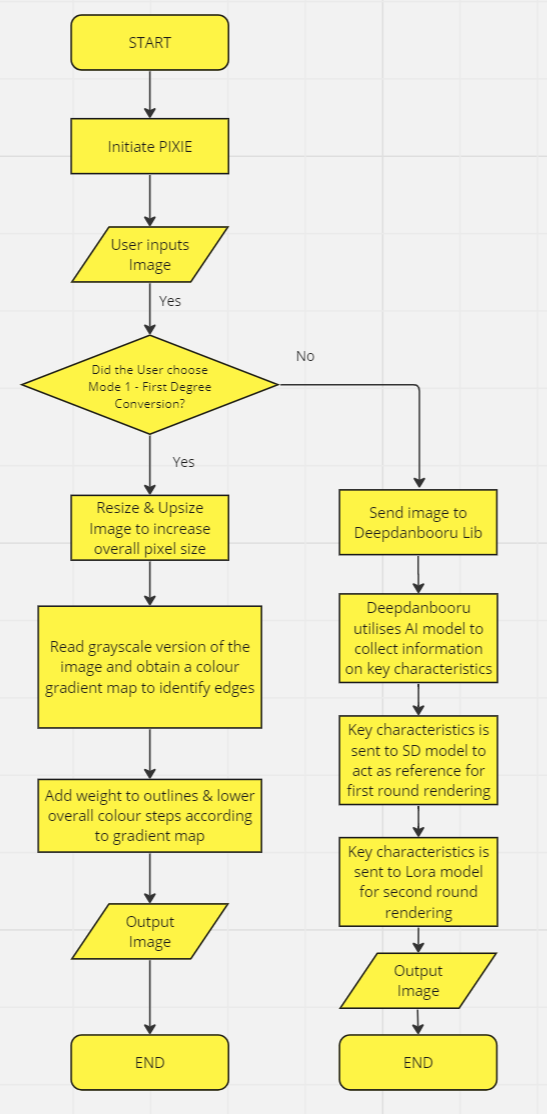 START
Initiate PIXIE
User inputs
Image
Yes
Did the User choose
Mode 1 - First Degree
Conversion?
No
Yes
Resize & Upsize
Image to increase
overall pixel size
Read grayscale version of the
image and obtain a colour
gradient map to identify edges
Add weight to outlines & lower
overall colour steps according
to gradient map
Output
Image
END
Send image to
Deepdanbooru Lib
Deepdanbooru
utilises AI model to
collect information
on key characteristics
Key characteristics is
sent to SD model to
act as reference for
first round rendering
Key characteristics is
sent to Lora model
for second round
rendering
Output
Image
END